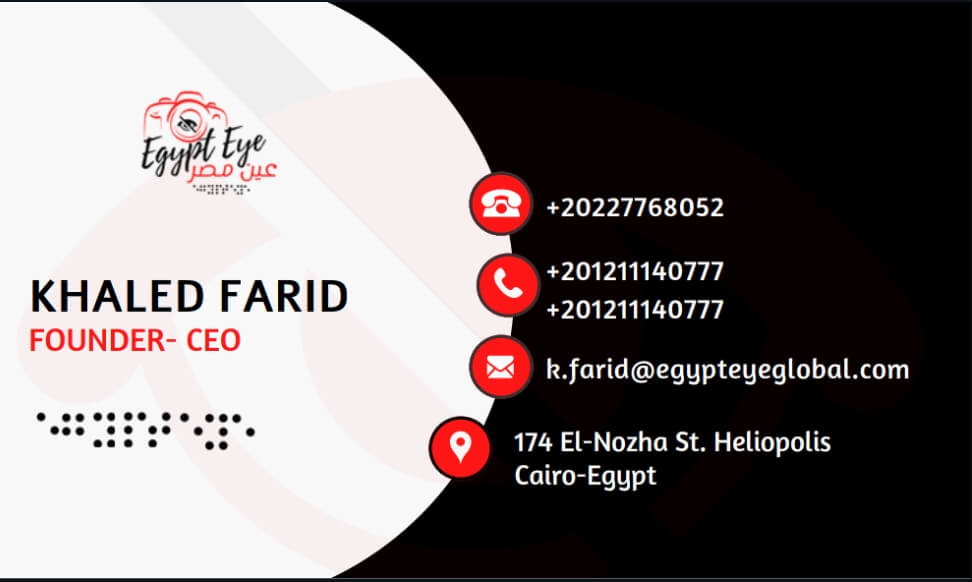 Egypt Eye
عين مصر
KHALED FARID
FOUNDER- CEO
+20227768052
+201211140777
+201211140777
k.farid@egypteyeglobal.com
174 El-Nozha St. Heliopolis
Cairo-Egypt